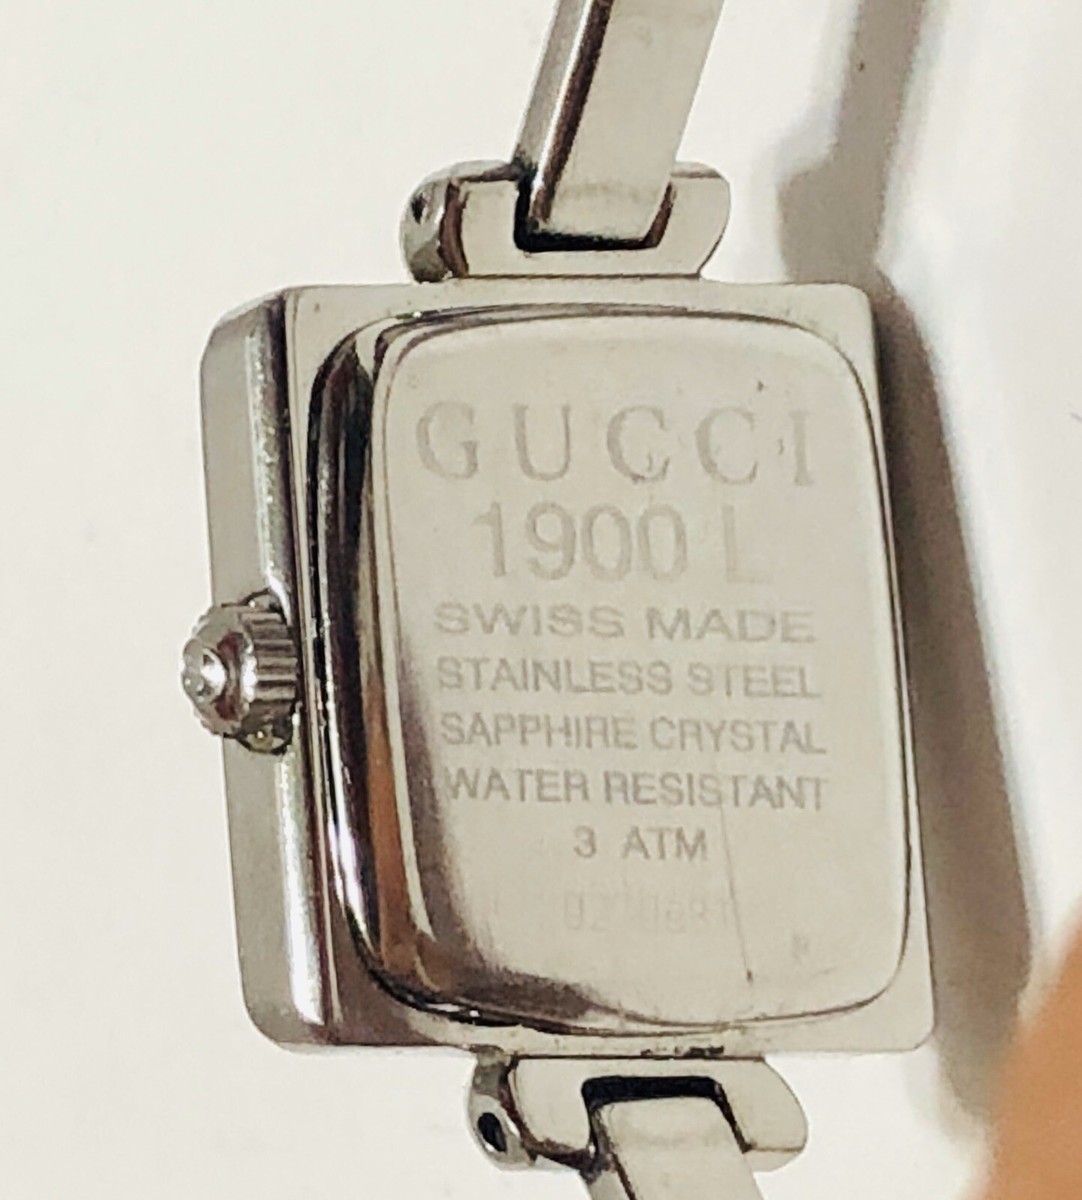 GUCCI
1900 L
SWISS MADE
STAINLESS STEEL
SAPPHIRE CRYSTAL
WATER RESISTANT
3 ATM